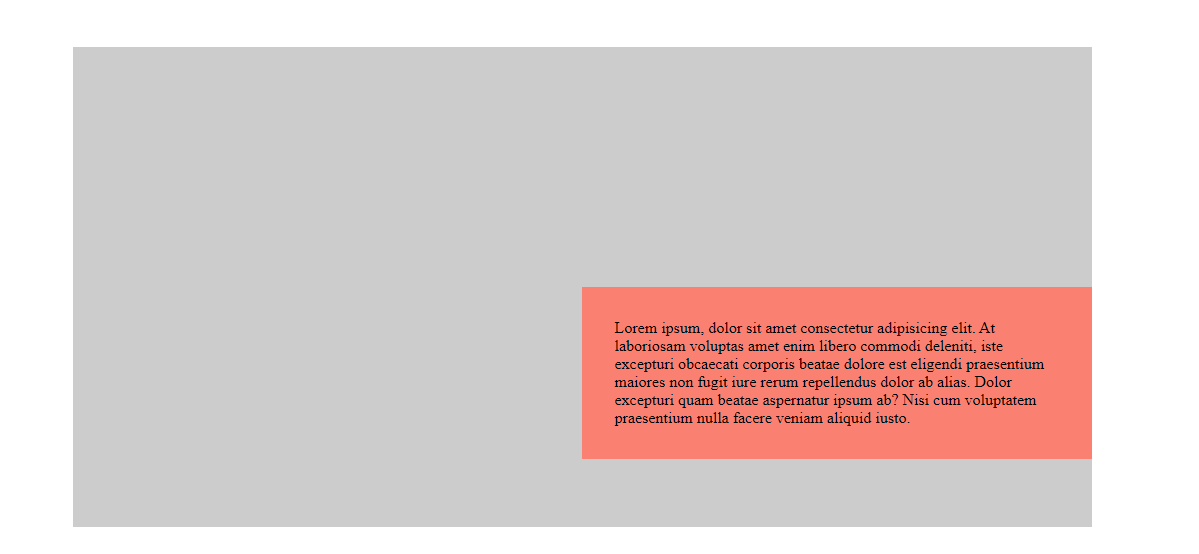 Lorem ipsum, dolor sit amet consectetur adipisicing elit. At
laboriosam voluptas amet enim libero commodi deleniti, iste
excepturi obcaecati corporis beatae dolore est eligendi praesentium
maiores non fugit iure rerum repellendus dolor ab alias. Dolor
excepturi quam beatae aspernatur ipsum ab? Nisi cum voluptatem
praesentium nulla facere veniam aliquid iusto.